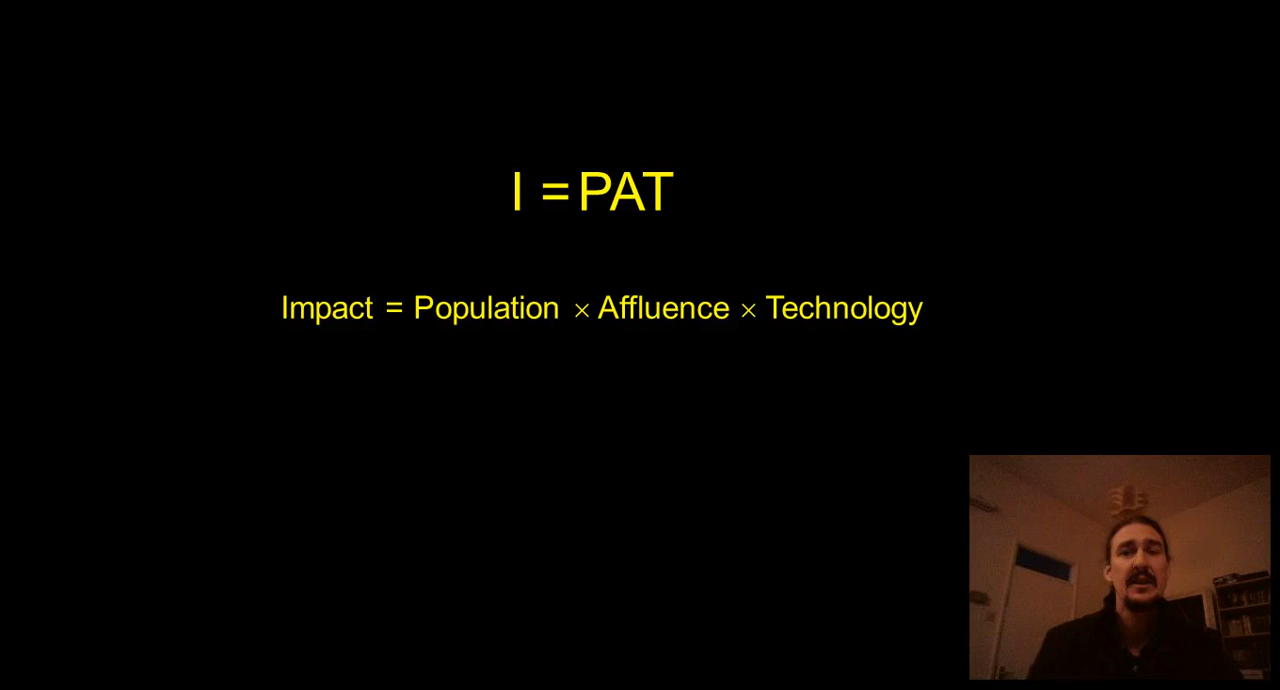 I = PAT
Impact = Population × Affluence × Technology